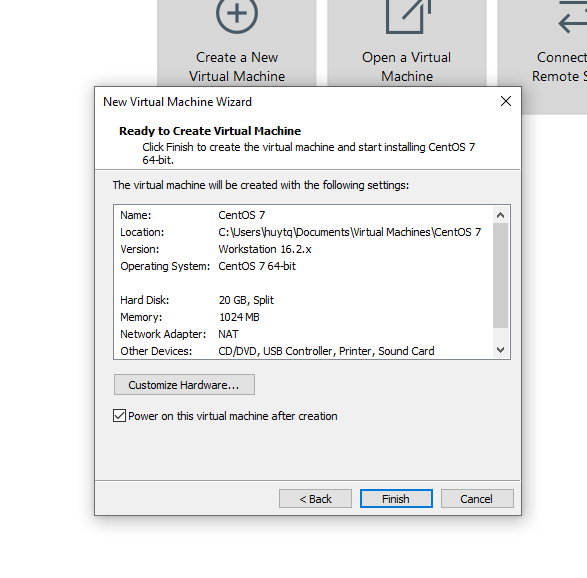 Create a New
Virtual Machine
Open a Virtual
Machine
Connect
Remote S
New Virtual Machine Wizard
Ready to Create Virtual Machine
Click Finish to create the virtual machine and start installing CentOS 7
64-bit.
The virtual machine will be created with the following settings:
Name: CentOS 7
Location: C:\Users\huytq\Documents\Virtual Machines\CentOS 7
Version: Workstation 16.2.x
Operating System: CentOS 7 64-bit
Hard Disk: 20 GB, Split
Memory: 1024 MB
Network Adapter: NAT
Other Devices: CD/DVD, USB Controller, Printer, Sound Card
Customize Hardware...
Power on this virtual machine after creation
< Back Finish Cancel